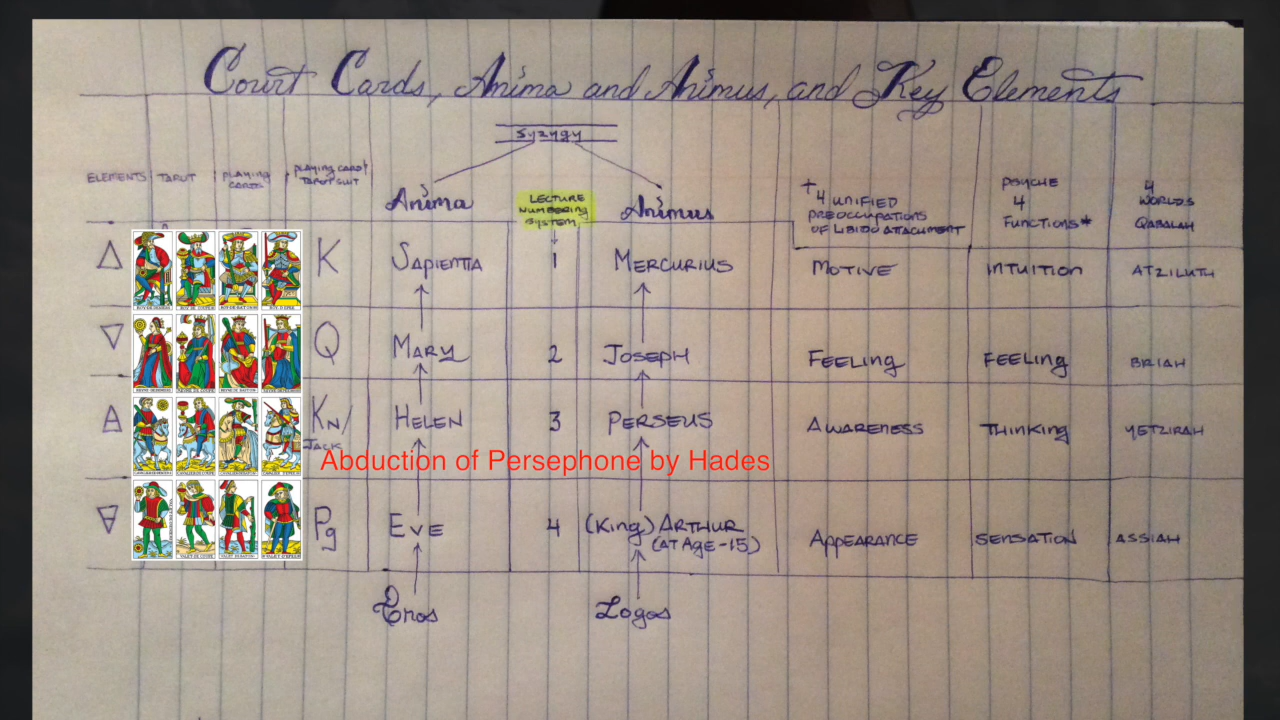 Court Cards, Anima and Animus, and Key Elements
Syzygy
ELEMENTS TAROT PLAYING CARDS PLAYING CARD/ TAROT SUIT
Anima
LECTURE NUMBERING SYSTEM
Animus
+4 UNIFIED PREOCCUPATIONS OF LIBIDO ATTACHMENT
PSYCHE 4 FUNCTIONS*
4 WORLDS QABALAH
K SAPIENTIA 1 MERCURIUS MOTIVE INTUITION ATZILUTH
Q MARY 2 JOSEPH FEELING FEELING BRIAH
KN/ JACK HELEN 3 PERSEUS AWARENESS THINKING YETZIRAH
Abduction of Persephone by Hades
Pg EVE 4 (King) ARTHUR (AT AGE-15) APPEARANCE SENSATION ASSIAH
Eros Logos